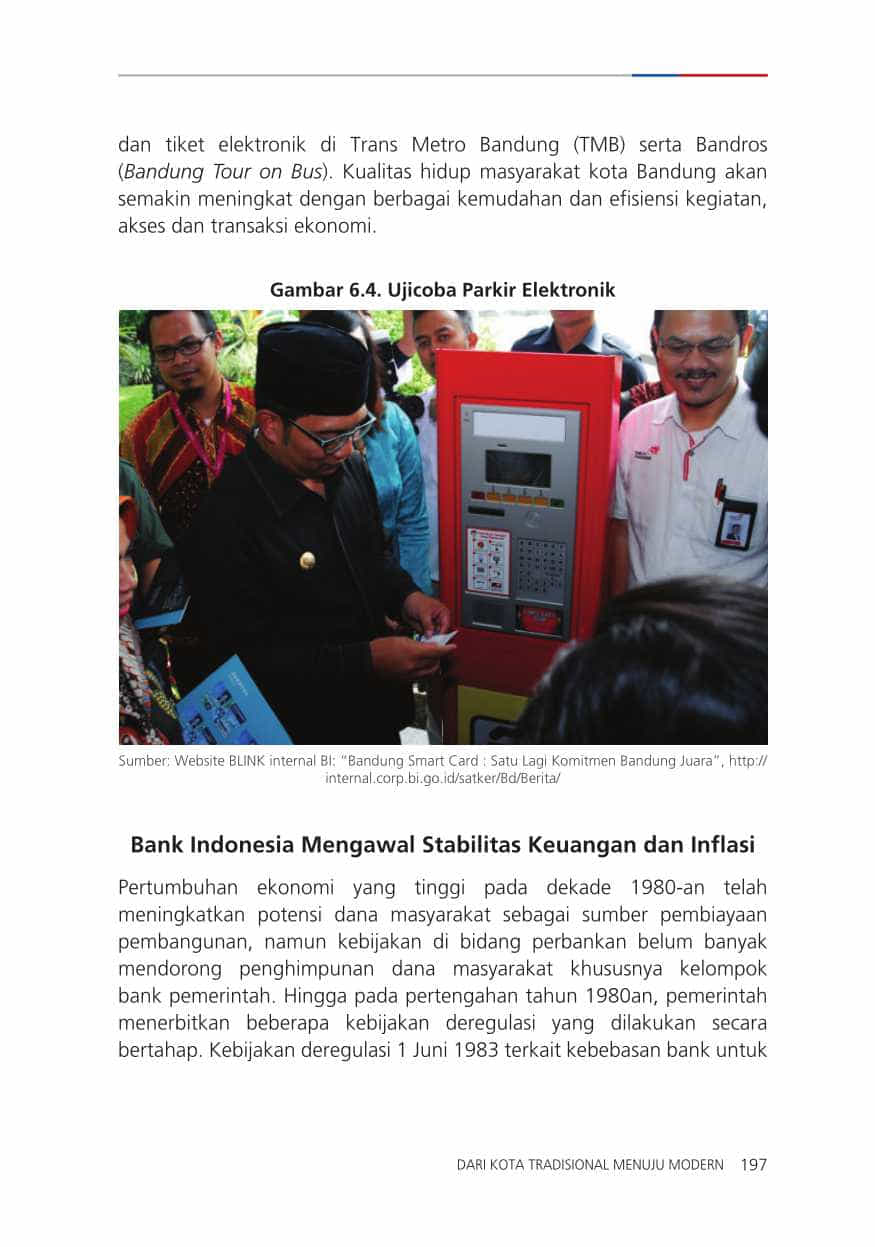 dan tiket elektronik di Trans Metro Bandung (TMB) serta Bandros
(Bandung Tour on Bus). Kualitas hidup masyarakat kota Bandung akan
semakin meningkat dengan berbagai kemudahan dan efisiensi kegiatan,
akses dan transaksi ekonomi.
Gambar 6.4. Ujicoba Parkir Elektronik
Sumber: Website BLINK internal BI: "Bandung Smart Card : Satu Lagi Komitmen Bandung Juara", http://
internal.corp.bi.go.id/satker/Bd/Berita/
Bank Indonesia Mengawal Stabilitas Keuangan dan Inflasi
Pertumbuhan ekonomi yang tinggi pada dekade 1980-an telah
meningkatkan potensi dana masyarakat sebagai sumber pembiayaan
pembangunan, namun kebijakan di bidang perbankan belum banyak
mendorong penghimpunan dana masyarakat khususnya kelompok
bank pemerintah. Hingga pada pertengahan tahun 1980an, pemerintah
menerbitkan beberapa kebijakan deregulasi yang dilakukan secara
bertahap. Kebijakan deregulasi 1 Juni 1983 terkait kebebasan bank untuk
DARI KOTA TRADISIONAL MENUJU MODERN 197